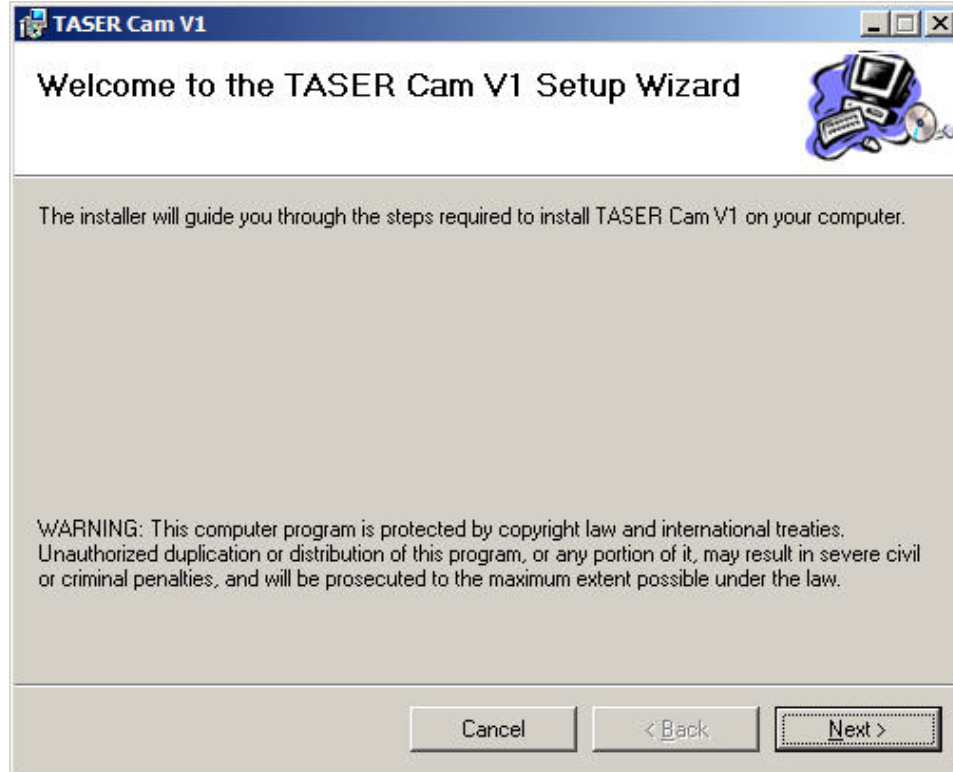 TASER Cam V1
Welcome to the TASER Cam V1 Setup Wizard
The installer will guide you through the steps required to install TASER Cam V1 on your computer.
WARNING: This computer program is protected by copyright law and international treaties.
Unauthorized duplication or distribution of this program, or any portion of it, may result in severe civil
or criminal penalties, and will be prosecuted to the maximum extent possible under the law.
Cancel
< Back
Next >